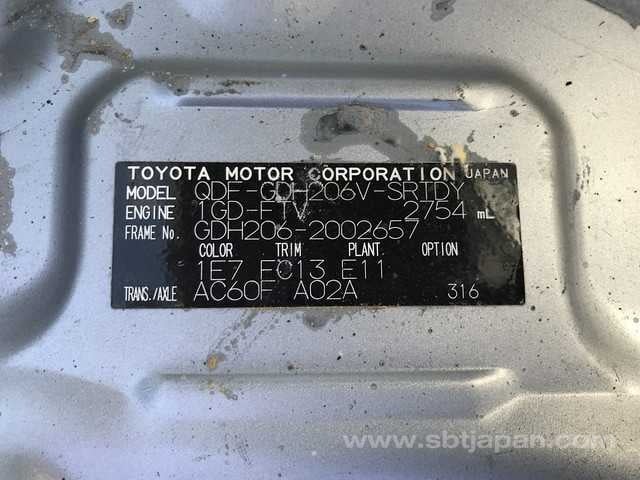 TOYOTA MOTOR CORPORATION JAPAN
MODEL QDF-GDH206V-SRTDY
ENGINE 1GD-FTV 2754 mL
FRAME No. GDH206-2002657
COLOR TRIM PLANT OPTION
1E7 FC13 E11
TRANS./AXLE AC60F A02A 316
www.sbtjapan.com